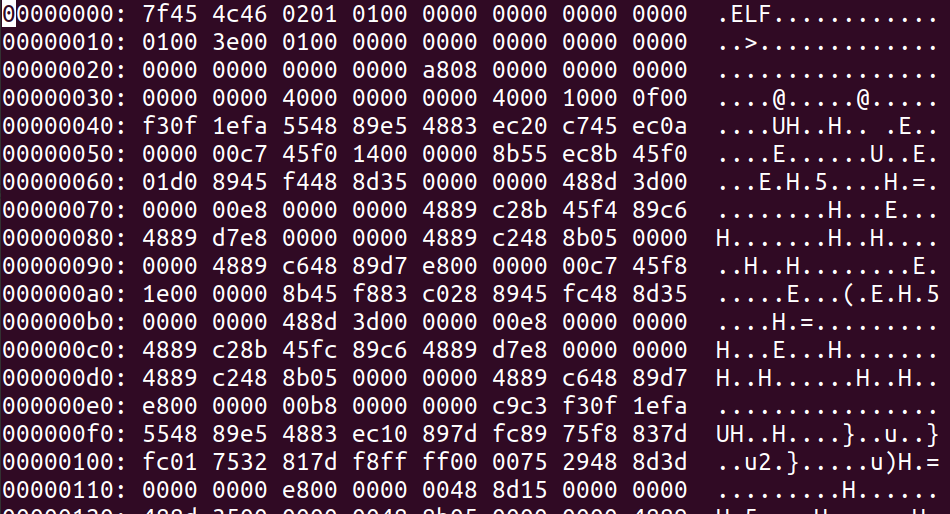 00000000: 7f45 4c46 0201 0100 0000 0000 0000 0000  .ELF............
00000010: 0100 3e00 0100 0000 0000 0000 0000 0000  ..>.............
00000020: 0000 0000 0000 0000 a808 0000 0000 0000  ................
00000030: 0000 0000 4000 0000 0000 4000 1000 0f00  ....@.....@.....
00000040: f30f 1efa 5548 89e5 4883 ec20 c745 ec0a  ....UH..H.. .E..
00000050: 0000 00c7 45f0 1400 0000 8b55 ec8b 45f0  ....E......U..E.
00000060: 01d0 8945 f448 8d35 0000 0000 488d 3d00  ...E.H.5....H.=.
00000070: 0000 00e8 0000 0000 4889 c28b 45f4 89c6  ........H...E...
00000080: 4889 d7e8 0000 0000 4889 c248 8b05 0000  H.......H..H....
00000090: 0000 4889 c648 89d7 e800 0000 00c7 45f8  ..H..H........E.
000000a0: 1e00 0000 8b45 f883 c028 8945 fc48 8d35  .....E...(.E.H.5
000000b0: 0000 0000 488d 3d00 0000 00e8 0000 0000  ....H.=.........
000000c0: 4889 c28b 45fc 89c6 4889 d7e8 0000 0000  H...E...H.......
000000d0: 4889 c248 8b05 0000 0000 4889 c648 89d7  H..H......H..H..
000000e0: e800 0000 00b8 0000 0000 c9c3 f30f 1efa  ................
000000f0: 5548 89e5 4883 ec10 897d fc89 75f8 837d  UH..H....}..u..}
00000100: fc01 7532 817d f8ff ff00 0075 2948 8d3d  ..u2.}.....u)H.=
00000110: 0000 0000 e800 0000 0048 8d15 0000 0000  .........H......